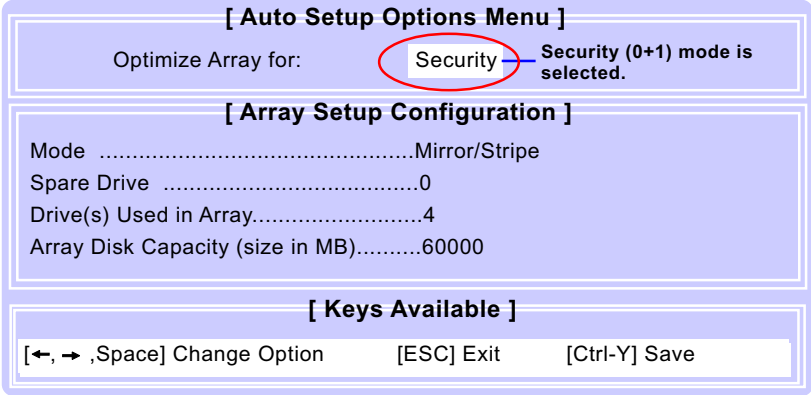 [ Auto Setup Options Menu ]
Optimize Array for: Security
Security (0+1) mode is
selected.
[ Array Setup Configuration ]
Mode ................................................Mirror/Stripe
Spare Drive .......................................0
Drive(s) Used in Array..........................4
Array Disk Capacity (size in MB)..........60000
[ Keys Available ]
[←, → ,Space] Change Option [ESC] Exit [Ctrl-Y] Save